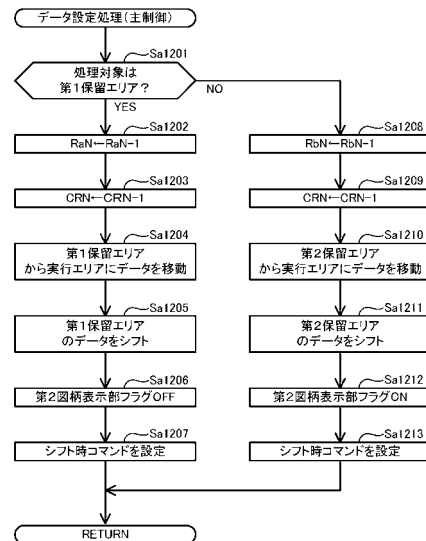 データ設定処理(主制御)
Sa1201
処理対象は
第1保留エリア?
YES
NO
Sa1202
RaN←RaN-1
Sa1203
CRN←CRN-1
Sa1204
第1保留エリア
から実行エリアにデータを移動
Sa1205
第1保留エリア
のデータをシフト
Sa1206
第2図柄表示部フラグOFF
Sa1207
シフト時コマンドを設定
Sa1208
RbN←RbN-1
Sa1209
CRN←CRN-1
Sa1210
第2保留エリア
から実行エリアにデータを移動
Sa1211
第2保留エリア
のデータをシフト
Sa1212
第2図柄表示部フラグON
Sa1213
シフト時コマンドを設定
RETURN